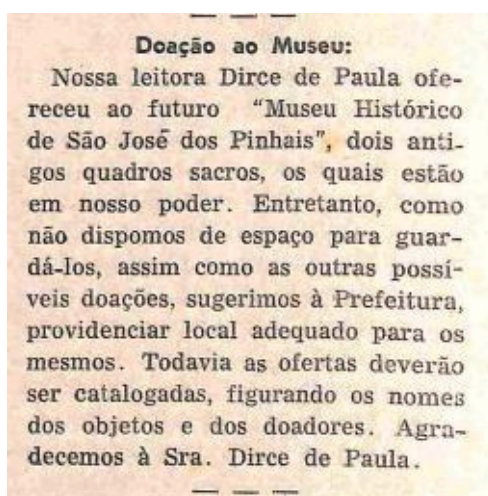 Doação ao Museu:
Nossa leitora Dirce de Paula ofe-
receu ao futuro "Museu Histórico
de São José dos Pinhais", dois anti-
gos quadros sacros, os quais estão
em nosso poder. Entretanto, como
não dispomos de espaço para guar-
dá-los, assim como as outras possí-
veis doações, sugerimos à Prefeitura,
providenciar local adequado para os
mesmos. Todavia as ofertas deverão
ser catalogadas, figurando os nomes
dos objetos e dos doadores. Agra-
decemos à Sra. Dirce de Paula.